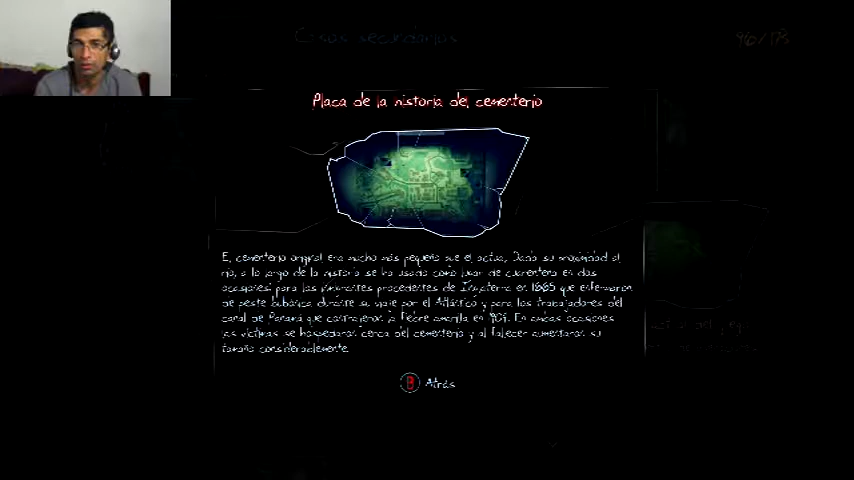 Cosas secundarias
Placa de la historia del cementerio
El cementerio original era mucho más pequeño que el actual. Dada su proximidad al
río, a lo largo de la historia se ha usado como lugar de cuarentena en dos
ocasiones: para los inmigrantes procedentes de Inglaterra en 1665 que enfermaron
de peste bubónica durante su viaje por el Atlántico y para los trabajadores del
canal de Panamá que contrajeron la fiebre amarilla en 1907. En ambas ocasiones
las víctimas se hospedaron cerca del cementerio y al fallecer aumentaron su
tamaño considerablemente.
B Atrás